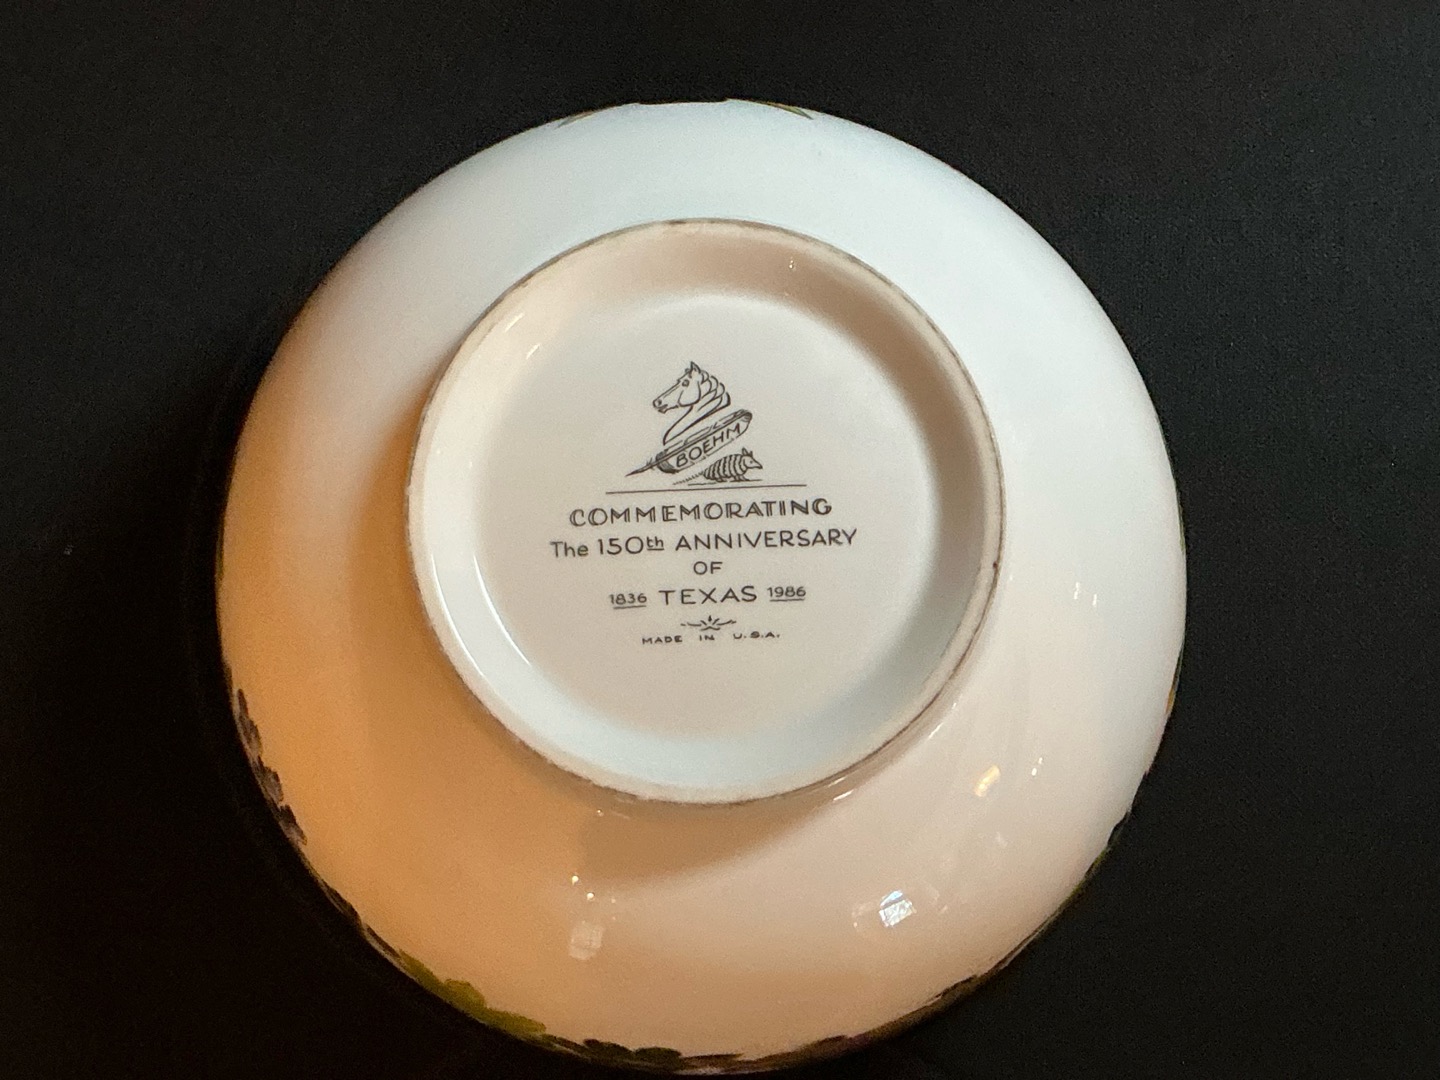 BOEHM
COMMEMORATING
The 150th ANNIVERSARY
OF
1836 TEXAS 1986
MADE IN U.S.A.